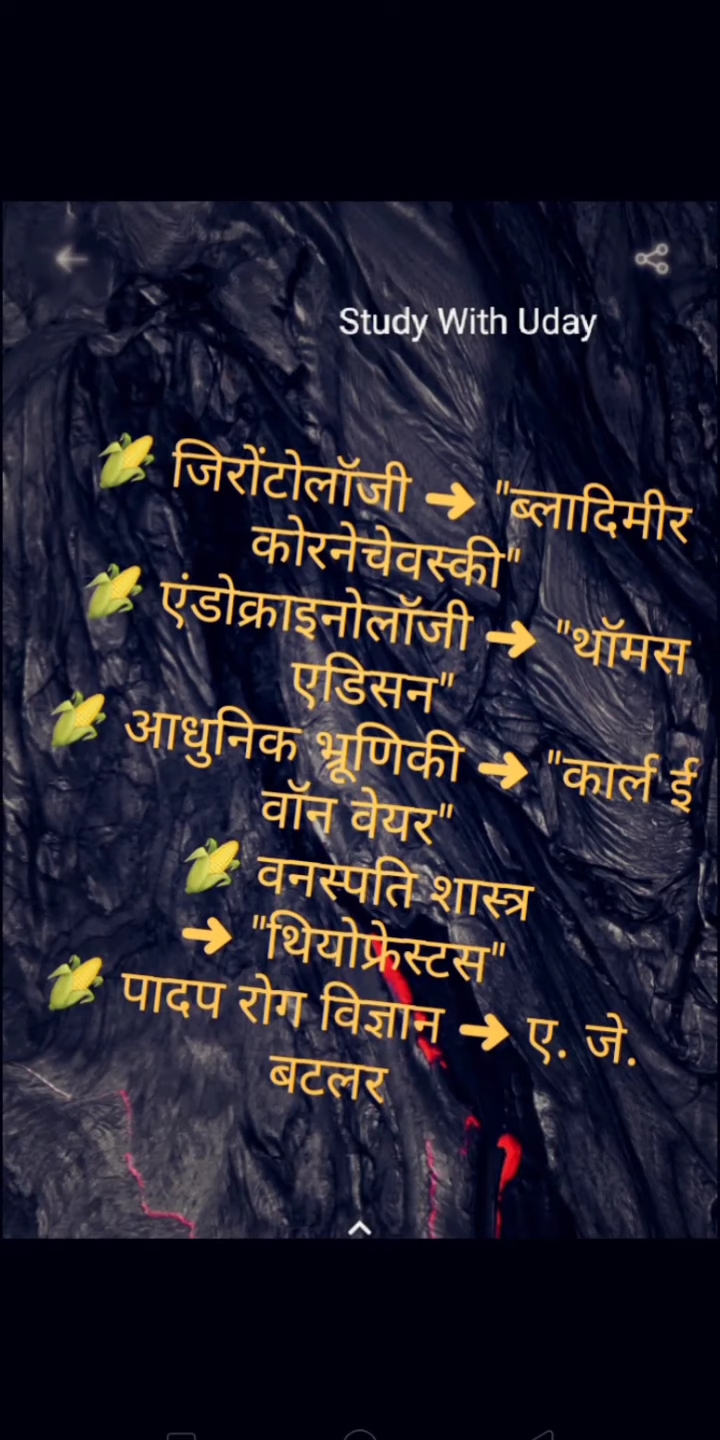 Study With Uday
🌽 जिरोंटोलॉजी ➜ "ब्लादिमीर
कोरनेचेवस्की"
🌽 एंडोक्राइनोलॉजी ➜ "थॉमस
एडिसन"
🌽 आधुनिक भ्रूणिकी ➜ "कार्ल ई
वॉन वेयर"
🌽 वनस्पति शास्त्र
➜ "थियोफ्रेस्टस"
🌽 पादप रोग विज्ञान ➜ ए. जे.
बटलर